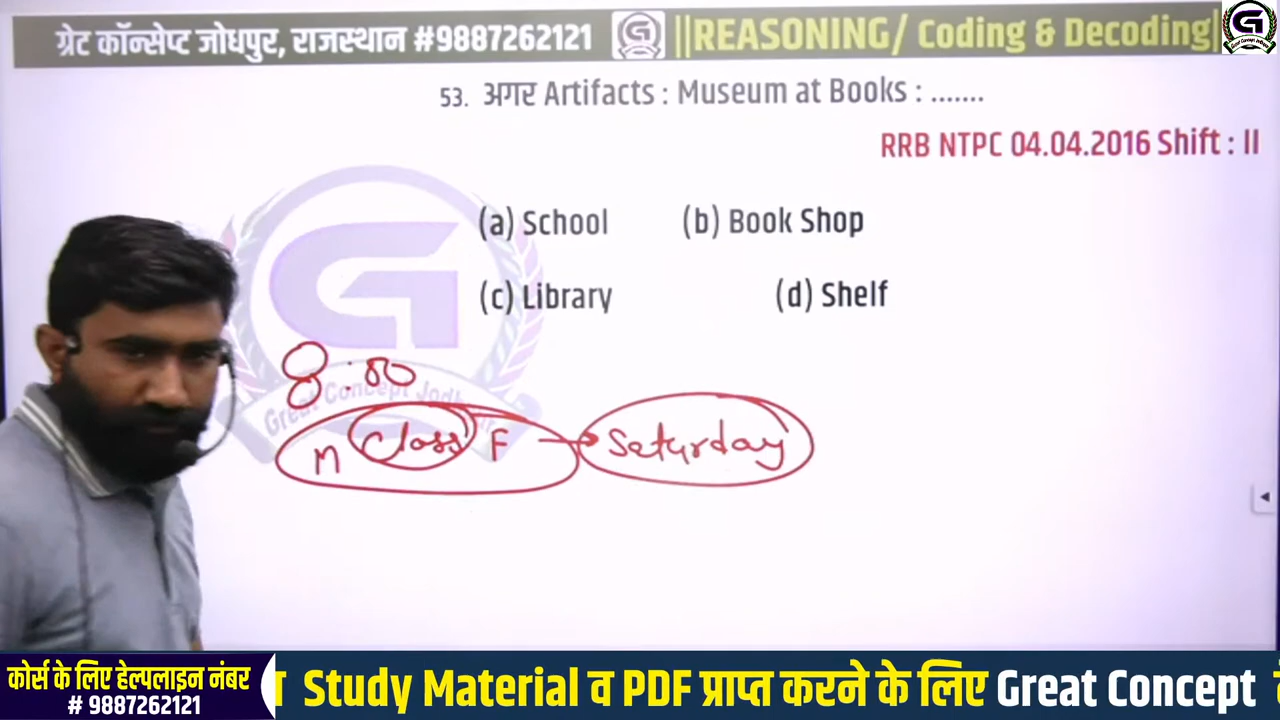 ग्रेट कॉन्सेप्ट जोधपुर, राजस्थान #9887262121 ||REASONING/ Coding & Decoding||
53. अगर Artifacts : Museum at Books : .......
RRB NTPC 04.04.2016 Shift : II
(a) School (b) Book Shop
(c) Library (d) Shelf
8:00
M Class F Saturday
कोर्स के लिए हेल्पलाइन नंबर
# 9887262121
Study Material व PDF प्राप्त करने के लिए Great Concept